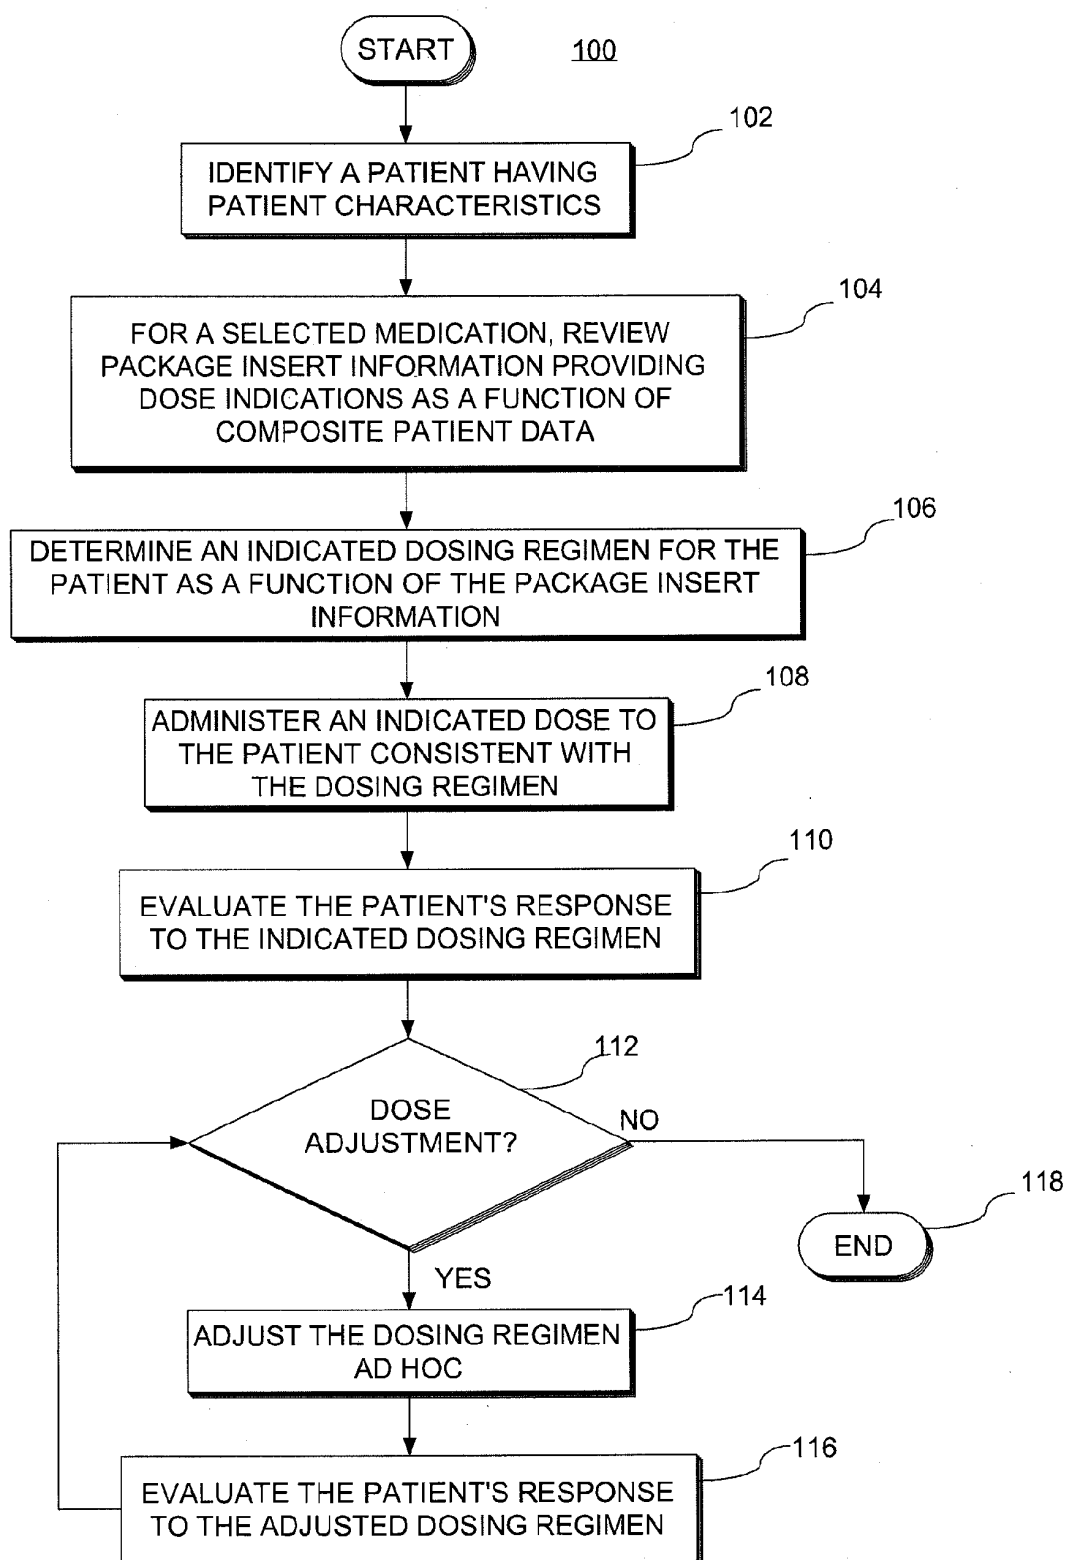 START
100
102
IDENTIFY A PATIENT HAVING
PATIENT CHARACTERISTICS
104
FOR A SELECTED MEDICATION, REVIEW
PACKAGE INSERT INFORMATION PROVIDING
DOSE INDICATIONS AS A FUNCTION OF
COMPOSITE PATIENT DATA
106
DETERMINE AN INDICATED DOSING REGIMEN FOR THE
PATIENT AS A FUNCTION OF THE PACKAGE INSERT
INFORMATION
108
ADMINISTER AN INDICATED DOSE TO
THE PATIENT CONSISTENT WITH
THE DOSING REGIMEN
110
EVALUATE THE PATIENT'S RESPONSE
TO THE INDICATED DOSING REGIMEN
112
DOSE
ADJUSTMENT?
NO
118
END
YES
114
ADJUST THE DOSING REGIMEN
AD HOC
116
EVALUATE THE PATIENT'S RESPONSE
TO THE ADJUSTED DOSING REGIMEN